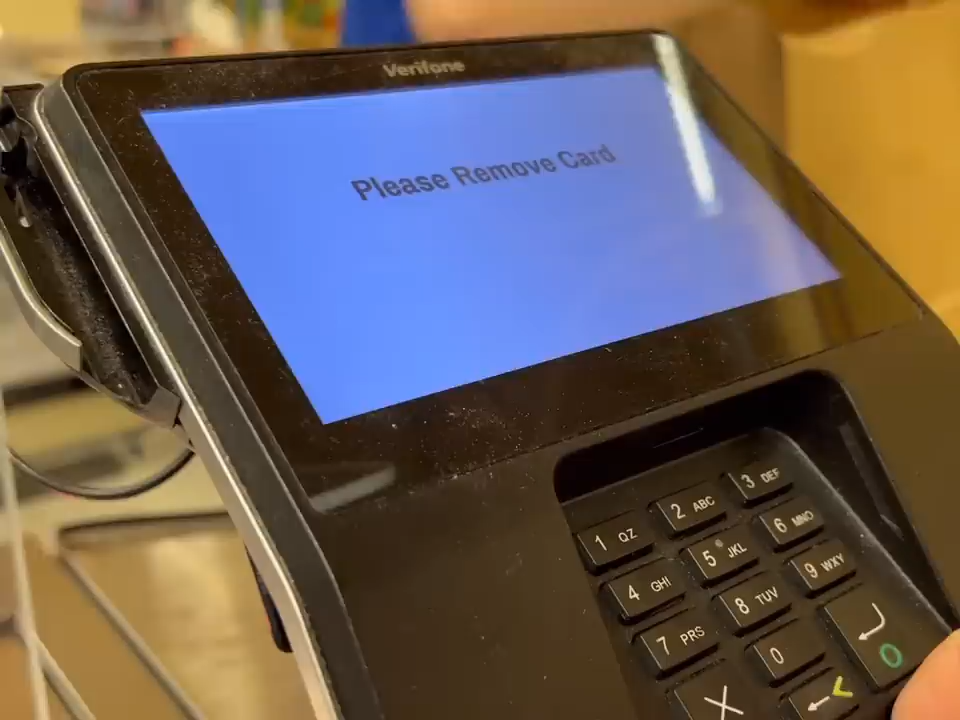 Verifone
Please Remove Card
1 QZ
2 ABC
3 DEF
4 GHI
5 JKL
6 MNO
7 PRS
8 TUV
9 WXY
0